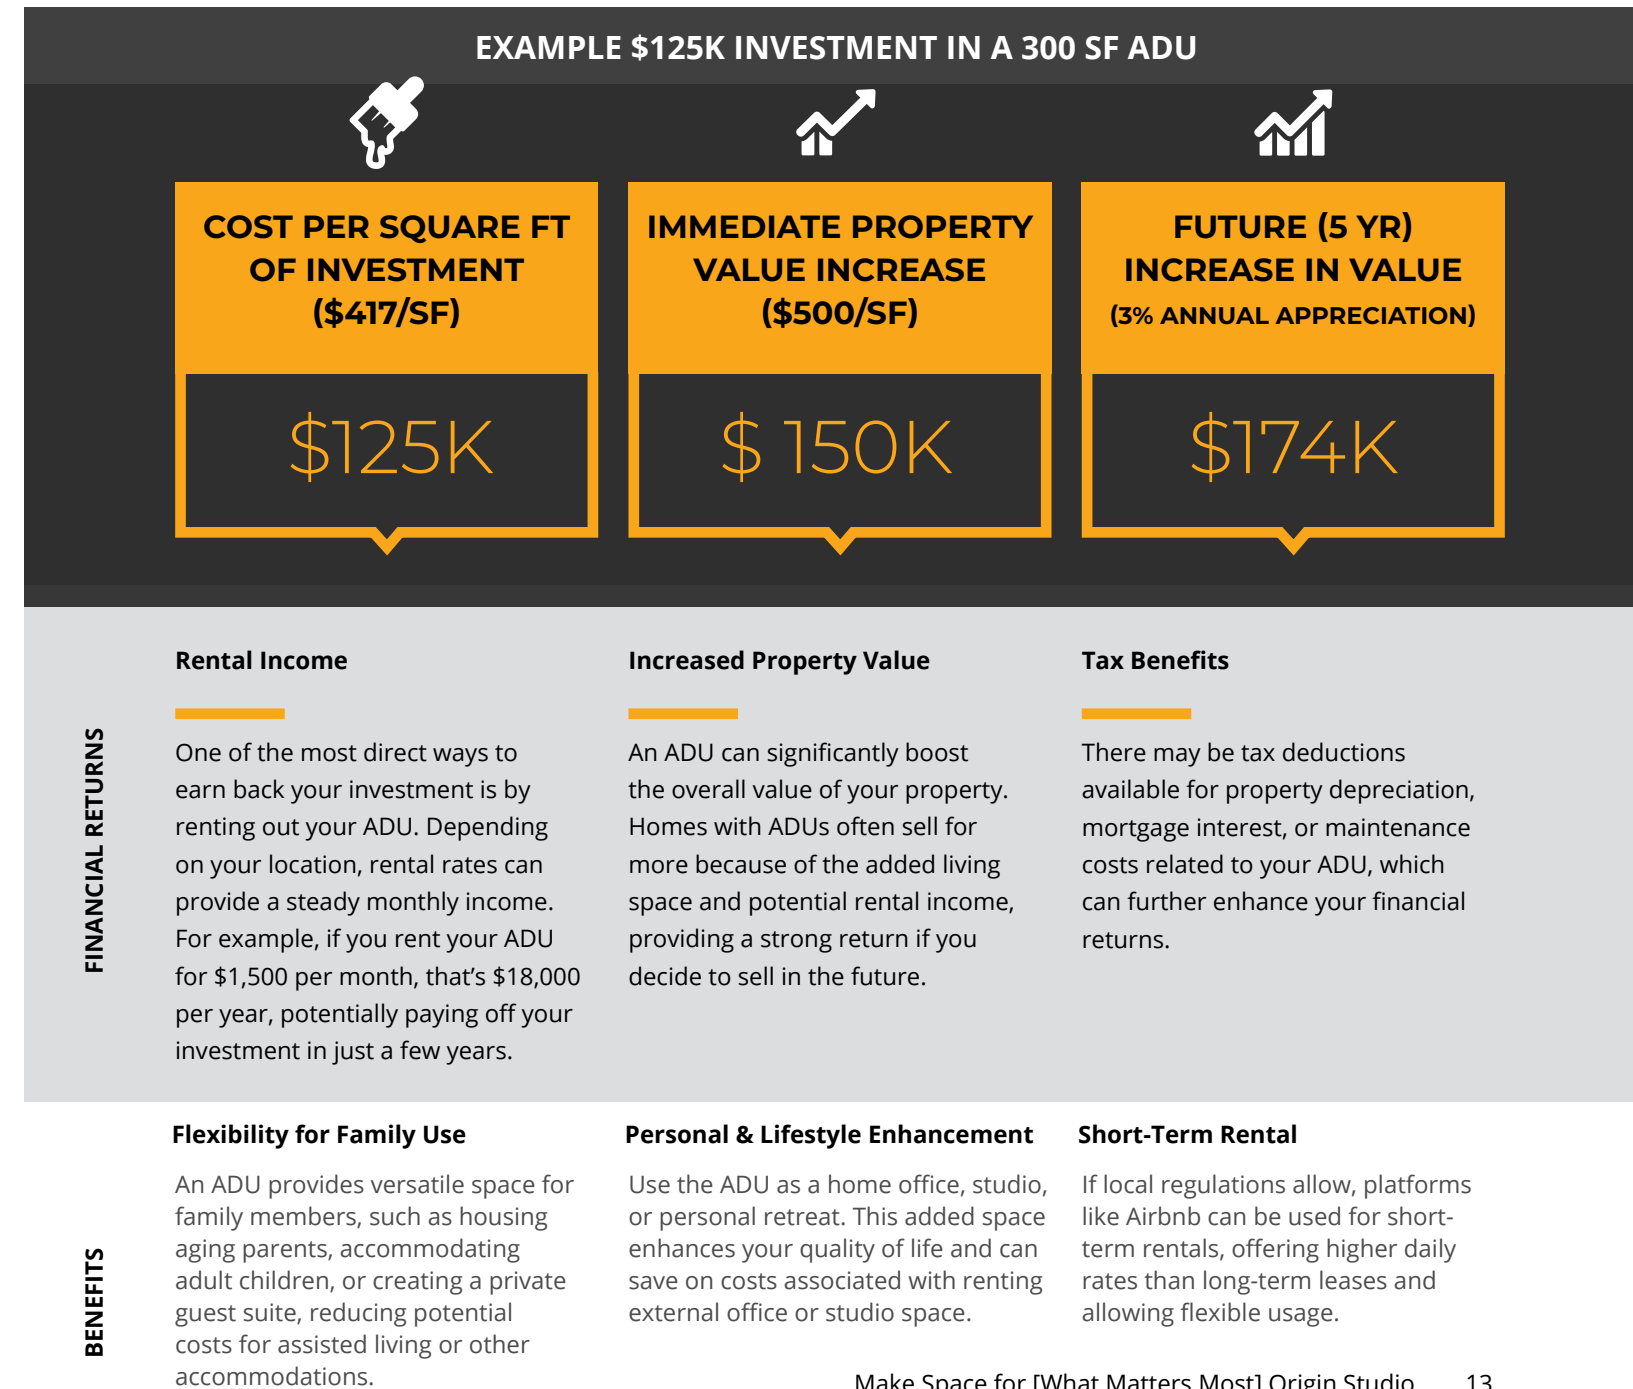 EXAMPLE $125K INVESTMENT IN A 300 SF ADU
COST PER SQUARE FT
OF INVESTMENT
($417/SF)
$125K
IMMEDIATE PROPERTY
VALUE INCREASE
($500/SF)
$ 150K
FUTURE (5 YR)
INCREASE IN VALUE
(3% ANNUAL APPRECIATION)
$174K
FINANCIAL RETURNS
Rental Income
One of the most direct ways to
earn back your investment is by
renting out your ADU. Depending
on your location, rental rates can
provide a steady monthly income.
For example, if you rent your ADU
for $1,500 per month, that’s $18,000
per year, potentially paying off your
investment in just a few years.
Increased Property Value
An ADU can significantly boost
the overall value of your property.
Homes with ADUs often sell for
more because of the added living
space and potential rental income,
providing a strong return if you
decide to sell in the future.
Tax Benefits
There may be tax deductions
available for property depreciation,
mortgage interest, or maintenance
costs related to your ADU, which
can further enhance your financial
returns.
BENEFITS
Flexibility for Family Use
An ADU provides versatile space for
family members, such as housing
aging parents, accommodating
adult children, or creating a private
guest suite, reducing potential
costs for assisted living or other
accommodations.
Personal & Lifestyle Enhancement
Use the ADU as a home office, studio,
or personal retreat. This added space
enhances your quality of life and can
save on costs associated with renting
external office or studio space.
Short-Term Rental
If local regulations allow, platforms
like Airbnb can be used for short-
term rentals, offering higher daily
rates than long-term leases and
allowing flexible usage.
Make Space for [What Matters Most] Origin Studio 13